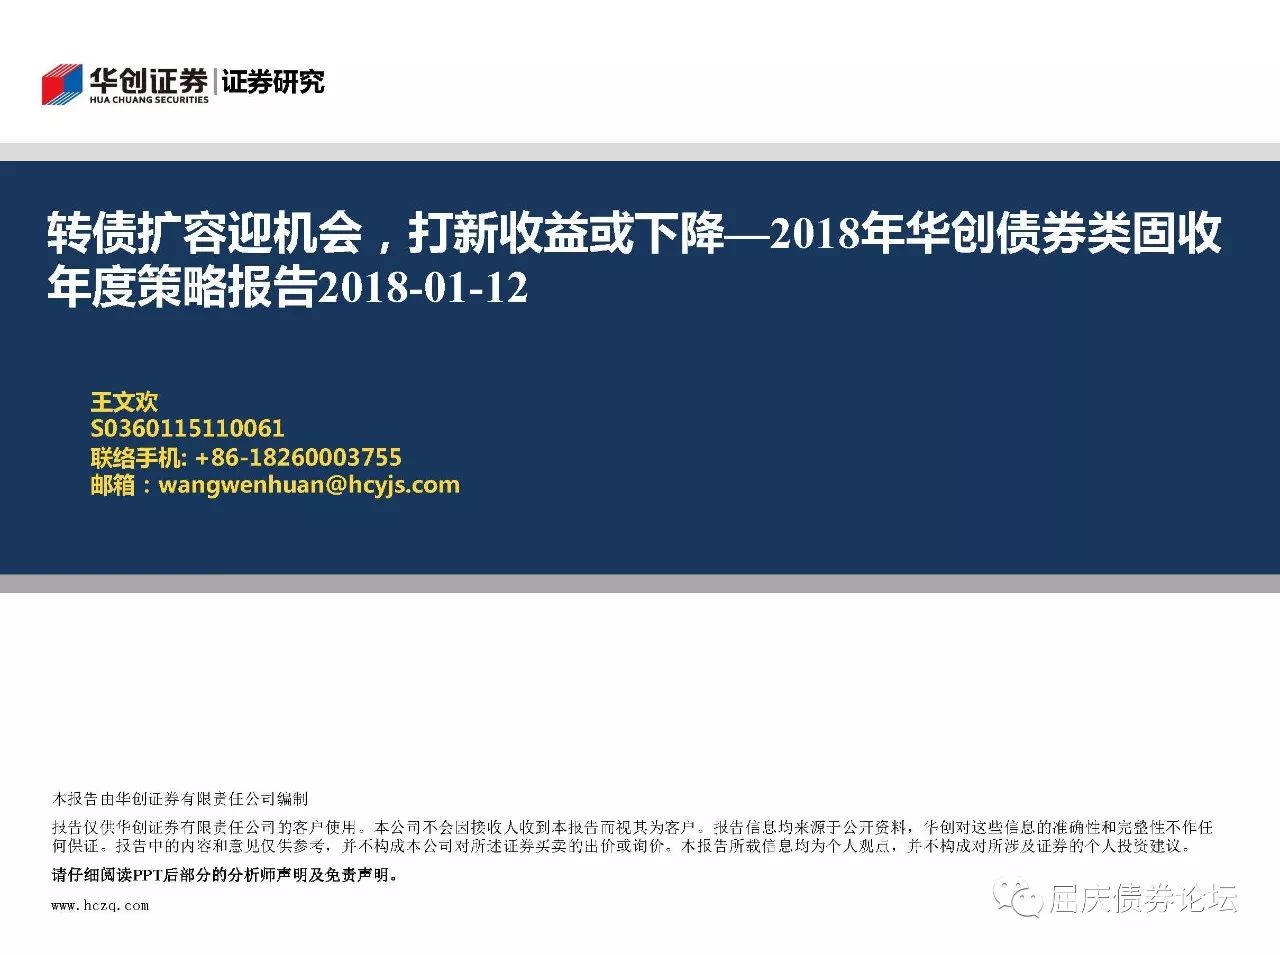 华创证券|证券研究
HUA CHUANG SECURITIES
转债扩容迎机会，打新收益或下降—2018年华创债券类固收
年度策略报告2018-01-12
王文欢
S0360115110061
联络手机: +86-18260003755
邮箱：wangwenhuan@hcyjs.com
本报告由华创证券有限责任公司编制
报告仅供华创证券有限责任公司的客户使用。本公司不会因接收人收到本报告而视其为客户。报告信息均来源于公开资料，华创对这些信息的准确性和完整性不作任
何保证。报告中的内容和意见仅供参考，并不构成本公司对所述证券买卖的出价或询价。本报告所载信息均为个人观点，并不构成对所涉及证券的个人投资建议。
请仔细阅读PPT后部分的分析师声明及免责声明。
www.hczq.com
屈庆债券论坛